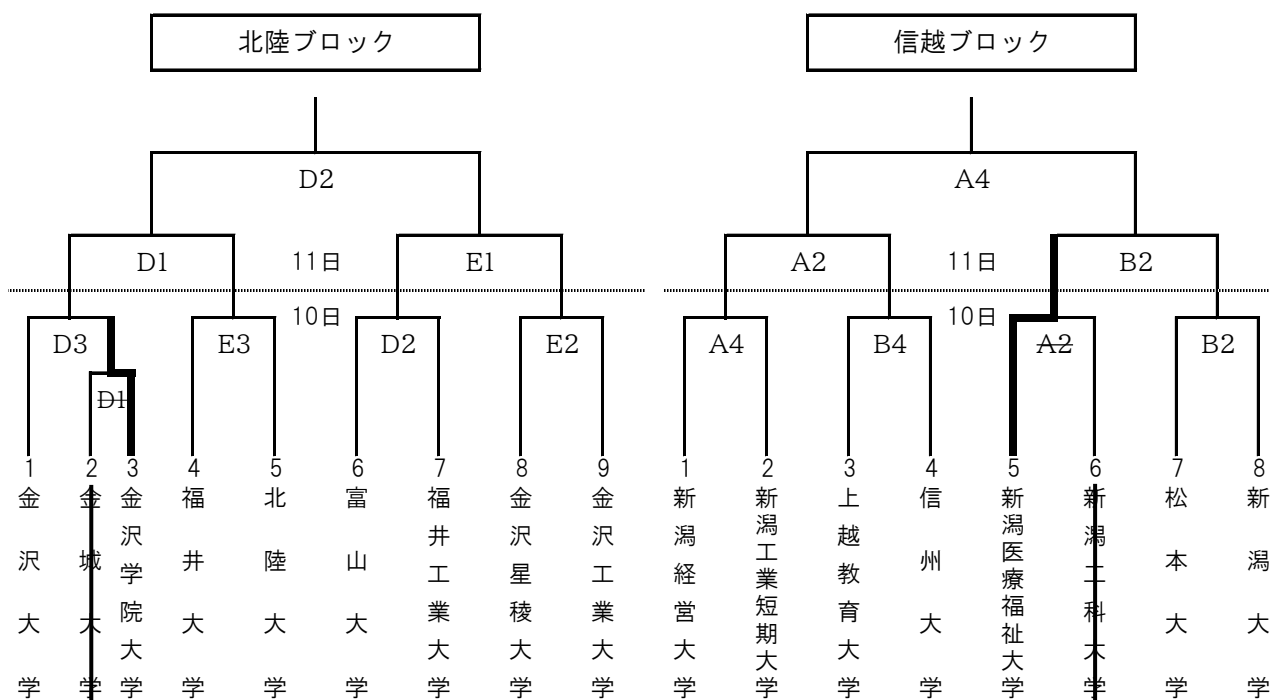 北陸ブロック
信越ブロック
D2
A4
D1
11日
E1
A2
11日
B2
10日
10日
D3
E3
D2
E2
A4
B4
A2
B2
D1
1
2
3
4
5
6
7
8
9
1
2
3
4
5
6
7
8
金沢大学
金城大学
金沢学院大学
福井大学
北陸大学
富山大学
福井工業大学
金沢星稜大学
金沢工業大学
新潟経営大学
新潟工業短期大学
上越教育大学
信州大学
新潟医療福祉大学
新潟工科大学
松本大学
新潟大学